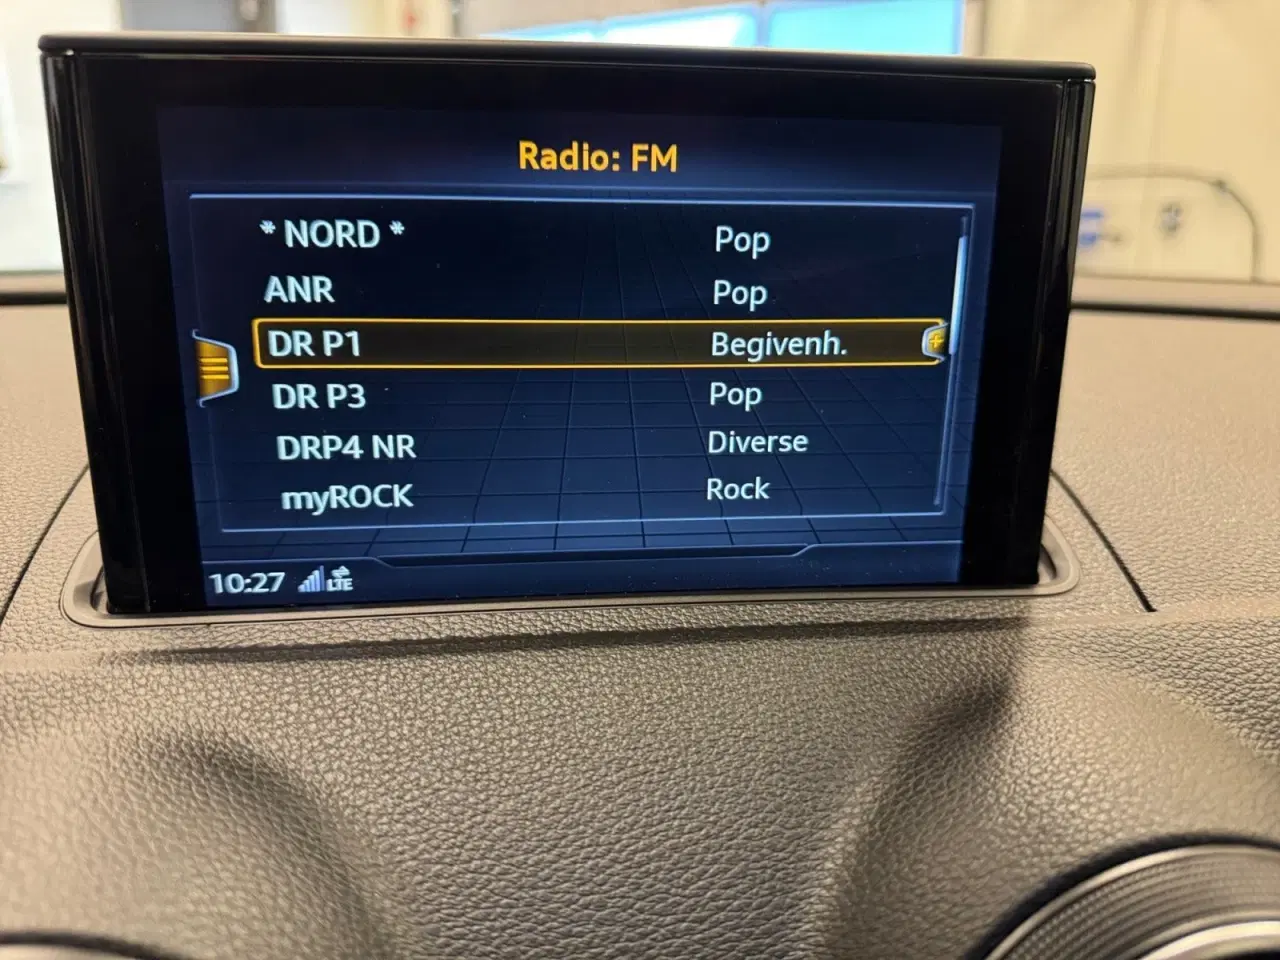 Radio: FM
* NORD * Pop
ANR Pop
DR P1 Begivenh.
DR P3 Pop
DRP4 NR Diverse
myROCK Rock
10:27 LTE